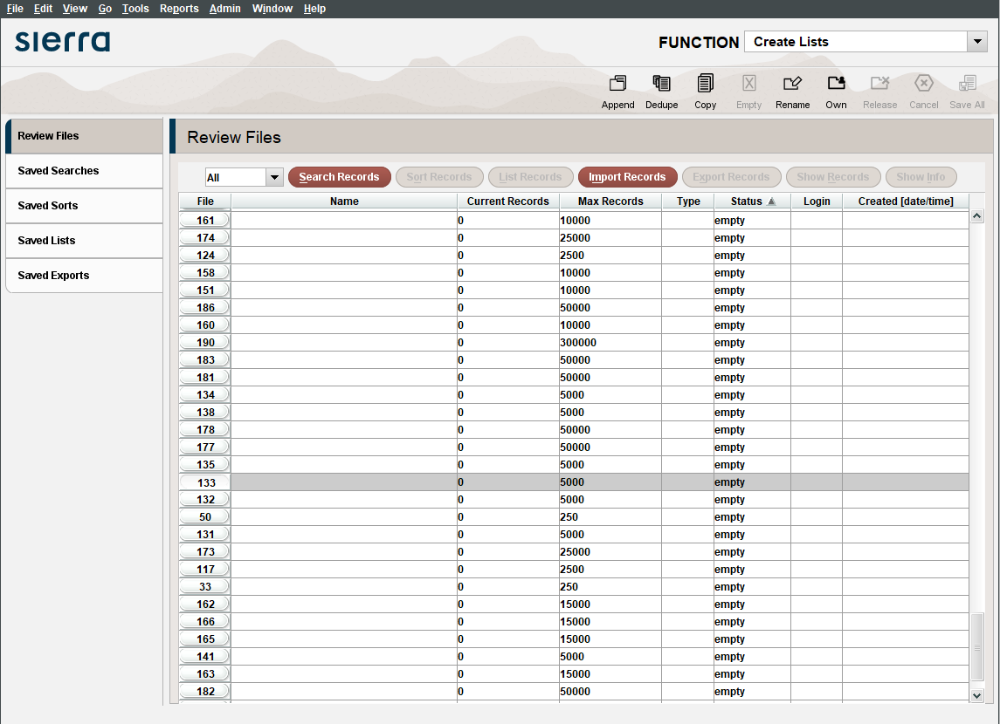 File Edit View Go Tools Reports Admin Window Help
sierra
FUNCTION Create Lists
Append Dedupe Copy Empty Rename Own Release Cancel Save All
Review Files
Saved Searches
Saved Sorts
Saved Lists
Saved Exports
Review Files
All Search Records Sort Records List Records Import Records Export Records Show Records Show Info
File Name Current Records Max Records Type Status Login Created [date/time]
161 0 10000 empty
174 0 25000 empty
124 0 2500 empty
158 0 10000 empty
151 0 10000 empty
186 0 50000 empty
160 0 10000 empty
190 0 300000 empty
183 0 50000 empty
181 0 50000 empty
134 0 5000 empty
138 0 5000 empty
178 0 50000 empty
177 0 50000 empty
135 0 5000 empty
133 0 5000 empty
132 0 5000 empty
50 0 250 empty
131 0 5000 empty
173 0 25000 empty
117 0 2500 empty
33 0 250 empty
162 0 15000 empty
166 0 15000 empty
165 0 15000 empty
141 0 5000 empty
163 0 15000 empty
182 0 50000 empty